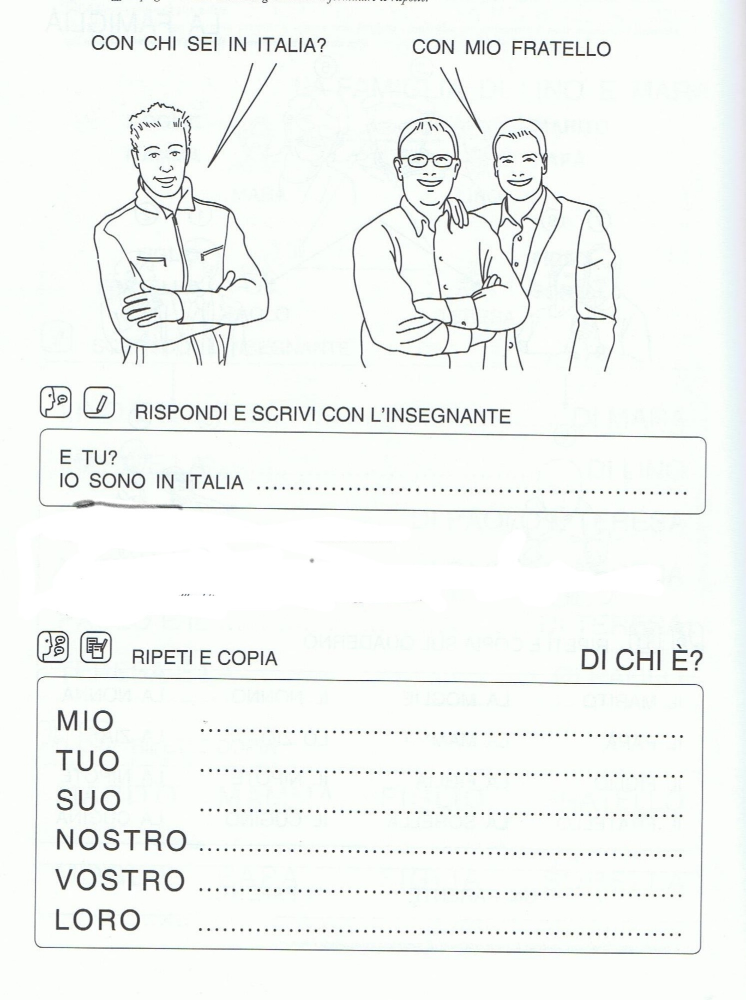 CON CHI SEI IN ITALIA?
CON MIO FRATELLO
RISPONDI E SCRIVI CON L'INSEGNANTE
E TU?
IO SONO IN ITALIA ..........................................................
RIPETI E COPIA
DI CHI È?
MIO ..........................................................
TUO ..........................................................
SUO ..........................................................
NOSTRO ..........................................................
VOSTRO ..........................................................
LORO ..........................................................